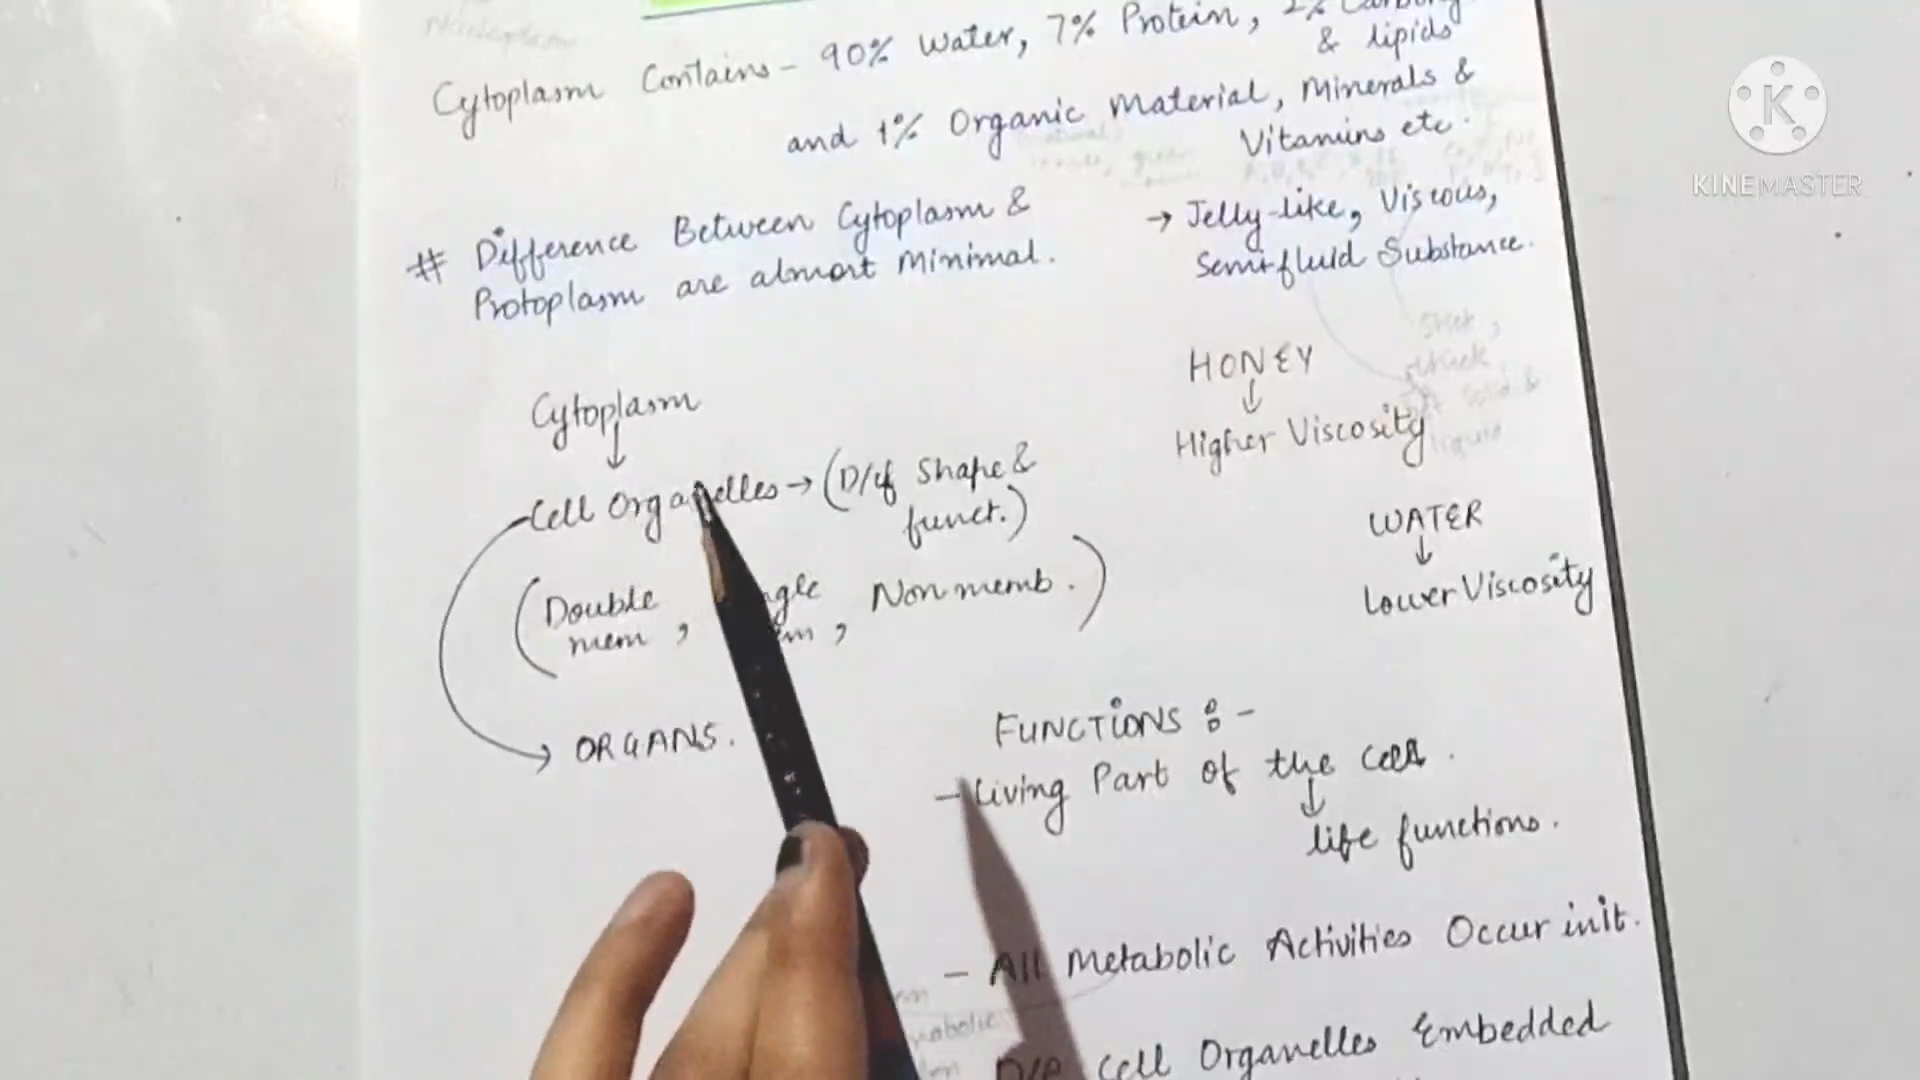 Cytoplasm Contains - 90% Water, 7% Protein, 2%
& lipids
and 1% Organic Material, Minerals &
Vitamins etc.
# Difference Between Cytoplasm &
Protoplasm are almost Minimal.
→ Jelly-like, Viscous,
Semi-fluid Substance.
Cytoplasm
↓
Cell Organelles → (D/f Shape &
funct.)
(Double mem, mem, Non memb.)
→ ORGANS.
HONEY
↓
Higher Viscosity
WATER
↓
Lower Viscosity
FUNCTIONS :-
- Living Part Of the Cell.
↓
life functions.
- All Metabolic Activities Occur in it.
Cell Organelles Embedded
K
KINEMASTER